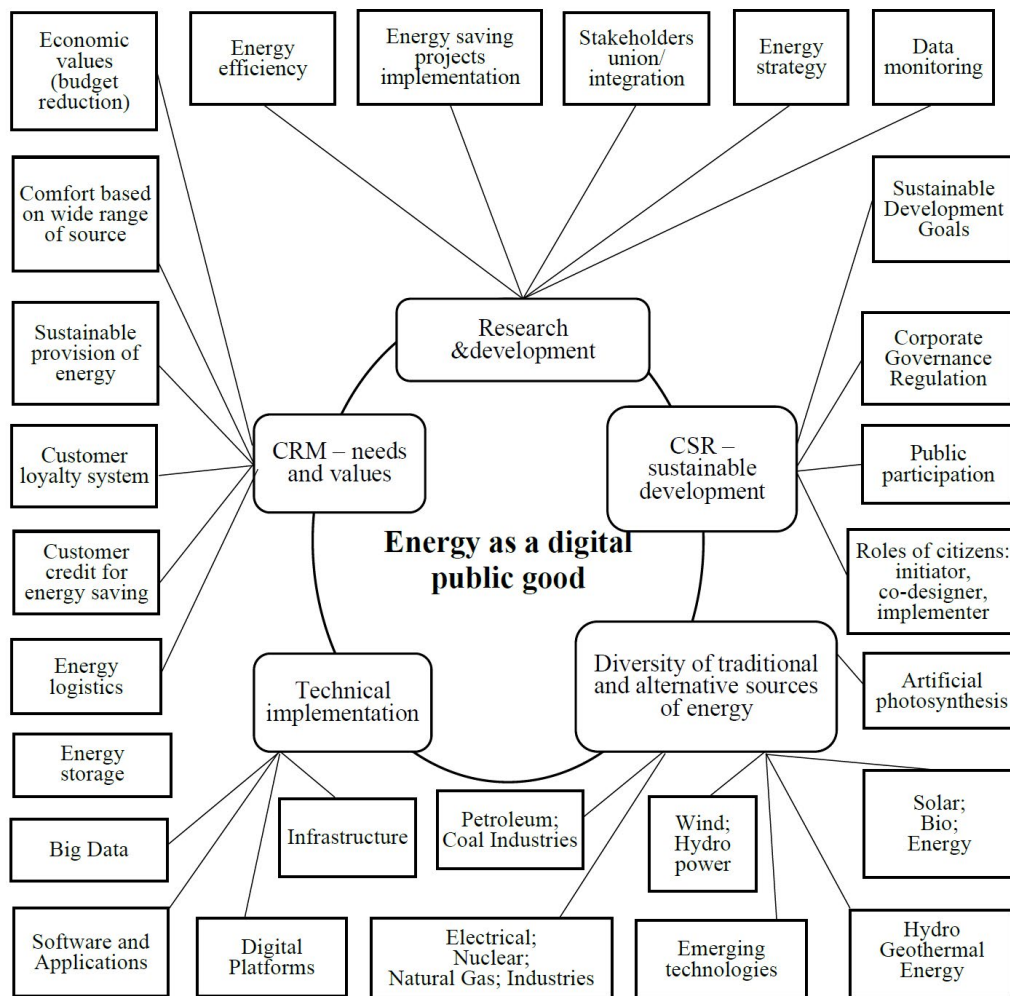 Economic
values
(budget
reduction)
Energy
efficiency
Energy saving
projects
implementation
Stakeholders
union/
integration
Energy
strategy
Data
monitoring
Comfort based
on wide range
of source
Sustainable
Development
Goals
Sustainable
provision of
energy
Research
&development
Corporate
Governance
Regulation
Customer
loyalty system
CRM – needs
and values
CSR –
sustainable
development
Public
participation
Energy as a digital
public good
Customer
credit for
energy saving
Roles of citizens:
initiator,
co-designer,
implementer
Energy
logistics
Technical
implementation
Diversity of traditional
and alternative sources
of energy
Artificial
photosynthesis
Energy
storage
Big Data
Infrastructure
Petroleum;
Coal Industries
Wind;
Hydro
power
Solar;
Bio;
Energy
Software and
Applications
Digital
Platforms
Electrical;
Nuclear;
Natural Gas; Industries
Emerging
technologies
Hydro
Geothermal
Energy